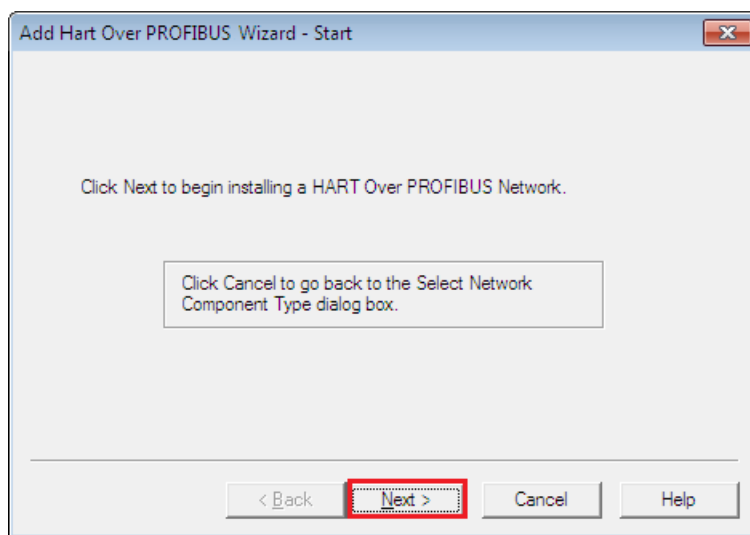 Add Hart Over PROFIBUS Wizard - Start
Click Next to begin installing a HART Over PROFIBUS Network.
Click Cancel to go back to the Select Network
Component Type dialog box.
< Back
Next >
Cancel
Help